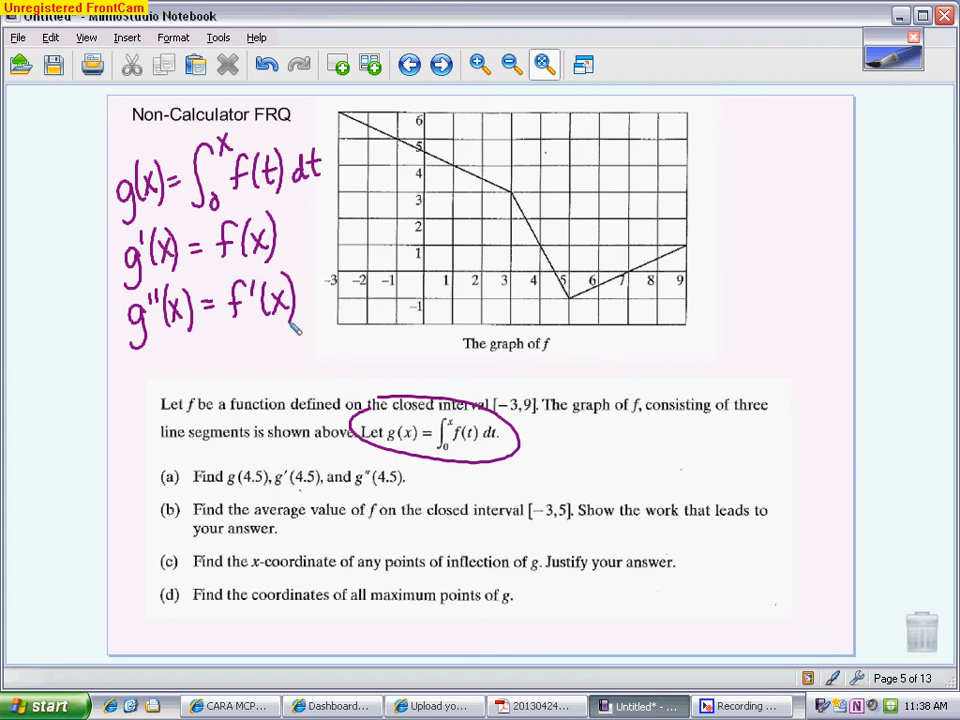 Unregistered FrontCam
Untitled* - MimioStudio Notebook
File Edit View Insert Format Tools Help
Non-Calculator FRQ
g(x) = ∫₀ˣ f(t) dt
g'(x) = f(x)
g"(x) = f'(x)
6
5
4
3
2
1
-3 -2 -1 1 2 3 4 5 6 7 8 9
-1
The graph of f
Let f be a function defined on the closed interval [-3,9]. The graph of f, consisting of three
line segments is shown above. Let g(x) = ∫₀ˣ f(t) dt.
(a) Find g(4.5), g'(4.5), and g"(4.5).
(b) Find the average value of f on the closed interval [-3,5]. Show the work that leads to
your answer.
(c) Find the x-coordinate of any points of inflection of g. Justify your answer.
(d) Find the coordinates of all maximum points of g.
Page 5 of 13
start CARA MCP... Dashboard... Upload yo... 20130424... Untitled* - ... Recording ... 11:38 AM